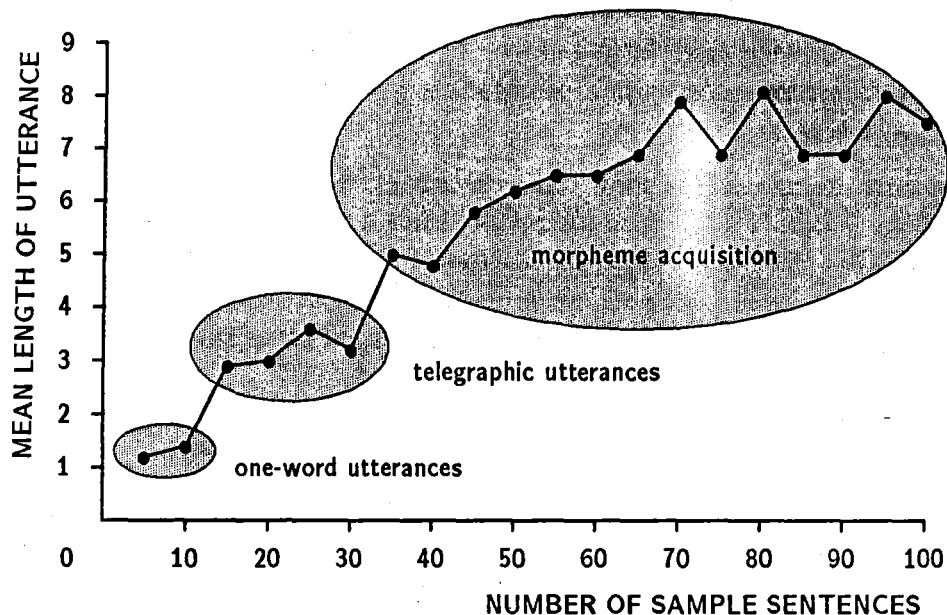 MEAN LENGTH OF UTTERANCE
9
8
7
6
5
4
3
2
1
morpheme acquisition
telegraphic utterances
one-word utterances
0 10 20 30 40 50 60 70 80 90 100
NUMBER OF SAMPLE SENTENCES